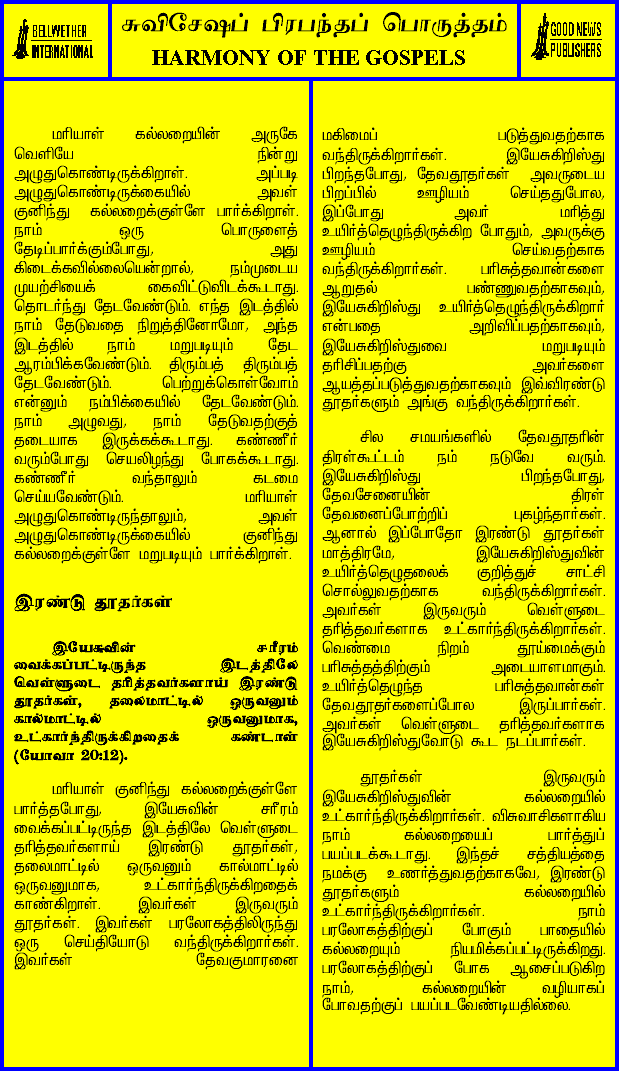 BELLWETHER
INTERNATIONAL
சுவிசேஷப் பிரபந்தப் பொருத்தம்
HARMONY OF THE GOSPELS
GOOD NEWS
PUBLISHERS
மரியாள் கல்லறையின் அருகே
வெளியே நின்று
அழுதுகொண்டிருக்கிறாள். அப்படி
அழுதுகொண்டிருக்கையில் அவள்
குனிந்து கல்லறைக்குள்ளே பார்க்கிறாள்.
நாம் ஒரு பொருளைத்
தேடிப்பார்க்கும்போது, அது
கிடைக்கவில்லையென்றால், நம்முடைய
முயற்சியைக் கைவிட்டுவிடக்கூடாது.
தொடர்ந்து தேடவேண்டும். எந்த இடத்தில்
நாம் தேடுவதை நிறுத்தினோமோ, அந்த
இடத்தில் நாம் மறுபடியும் தேட
ஆரம்பிக்கவேண்டும். திரும்பத் திரும்பத்
தேடவேண்டும். பெற்றுக்கொள்வோம்
என்னும் நம்பிக்கையில் தேடவேண்டும்.
நாம் அழுவது, நாம் தேடுவதற்குத்
தடையாக இருக்கக்கூடாது. கண்ணீர்
வரும்போது செயலிழந்து போகக்கூடாது.
கண்ணீர் வந்தாலும் கடமை
செய்யவேண்டும். மரியாள்
அழுதுகொண்டிருந்தாலும், அவள்
அழுதுகொண்டிருக்கையில் குனிந்து
கல்லறைக்குள்ளே மறுபடியும் பார்க்கிறாள்.
இரண்டு தூதர்கள்
இயேசுவின் சரீரம்
வைக்கப்பட்டிருந்த இடத்திலே
வெள்ளுடை தரித்தவர்களாய் இரண்டு
தூதர்கள், தலைமாட்டில் ஒருவனும்
கால்மாட்டில் ஒருவனுமாக,
உட்கார்ந்திருக்கிறதைக் கண்டாள்
(யோவா 20:12).
மரியாள் குனிந்து கல்லறைக்குள்ளே
பார்த்தபோது, இயேசுவின் சரீரம்
வைக்கப்பட்டிருந்த இடத்திலே வெள்ளுடை
தரித்தவர்களாய் இரண்டு தூதர்கள்,
தலைமாட்டில் ஒருவனும் கால்மாட்டில்
ஒருவனுமாக, உட்கார்ந்திருக்கிறதைக்
காண்கிறாள். இவர்கள் இருவரும்
தூதர்கள். இவர்கள் பரலோகத்திலிருந்து
ஒரு செய்தியோடு வந்திருக்கிறார்கள்.
இவர்கள் தேவகுமாரனை
மகிமைப் படுத்துவதற்காக
வந்திருக்கிறார்கள். இயேசுகிறிஸ்து
பிறந்தபோது, தேவதூதர்கள் அவருடைய
பிறப்பில் ஊழியம் செய்ததுபோல,
இப்போது அவர் மரித்து
உயிர்த்தெழுந்திருக்கிற போதும், அவருக்கு
ஊழியம் செய்வதற்காக
வந்திருக்கிறார்கள். பரிசுத்தவான்களை
ஆறுதல் பண்ணுவதற்காகவும்,
இயேசுகிறிஸ்து உயிர்த்தெழுந்திருக்கிறார்
என்பதை அறிவிப்பதற்காகவும்,
இயேசுகிறிஸ்துவை மறுபடியும்
தரிசிப்பதற்கு அவர்களை
ஆயத்தப்படுத்துவதற்காகவும் இவ்விரண்டு
தூதர்களும் அங்கு வந்திருக்கிறார்கள்.
சில சமயங்களில் தேவதூதரின்
திரள்கூட்டம் நம் நடுவே வரும்.
இயேசுகிறிஸ்து பிறந்தபோது,
தேவசேனையின் திரள்
தேவனைப்போற்றிப் புகழ்ந்தார்கள்.
ஆனால் இப்போதோ இரண்டு தூதர்கள்
மாத்திரமே, இயேசுகிறிஸ்துவின்
உயிர்த்தெழுதலைக் குறித்துச் சாட்சி
சொல்லுவதற்காக வந்திருக்கிறார்கள்.
அவர்கள் இருவரும் வெள்ளுடை
தரித்தவர்களாக உட்கார்ந்திருக்கிறார்கள்.
வெண்மை நிறம் தூய்மைக்கும்
பரிசுத்தத்திற்கும் அடையாளமாகும்.
உயிர்த்தெழுந்த பரிசுத்தவான்கள்
தேவதூதர்களைப்போல இருப்பார்கள்.
அவர்கள் வெள்ளுடை தரித்தவர்களாக
இயேசுகிறிஸ்துவோடு கூட நடப்பார்கள்.
தூதர்கள் இருவரும்
இயேசுகிறிஸ்துவின் கல்லறையில்
உட்கார்ந்திருக்கிறார்கள். விசுவாசிகளாகிய
நாம் கல்லறையைப் பார்த்துப்
பயப்படக்கூடாது. இந்தச் சத்தியத்தை
நமக்கு உணர்த்துவதற்காகவே, இரண்டு
தூதர்களும் கல்லறையில்
உட்கார்ந்திருக்கிறார்கள். நாம்
பரலோகத்திற்குப் போகும் பாதையில்
கல்லறையும் நியமிக்கப்பட்டிருக்கிறது.
பரலோகத்திற்குப் போக ஆசைப்படுகிற
நாம், கல்லறையின் வழியாகப்
போவதற்குப் பயப்படவேண்டியதில்லை.